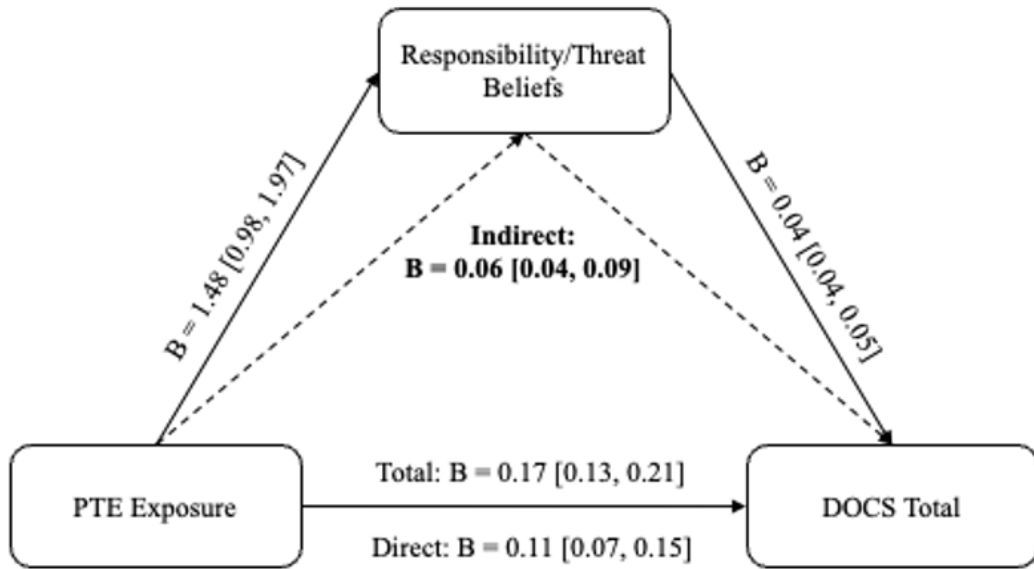 Responsibility/Threat
Beliefs
B = 1.48 [0.98, 1.97]
B = 0.04 [0.04, 0.05]
Indirect:
B = 0.06 [0.04, 0.09]
PTE Exposure
Total: B = 0.17 [0.13, 0.21]
Direct: B = 0.11 [0.07, 0.15]
DOCS Total